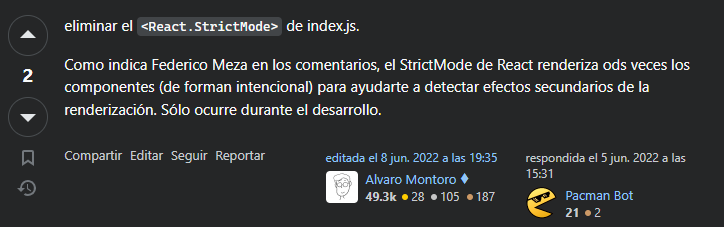 eliminar el <React.StrictMode> de index.js.
2
Como indica Federico Meza en los comentarios, el StrictMode de React renderiza ods veces los
componentes (de forman intencional) para ayudarte a detectar efectos secundarios de la
renderización. Sólo ocurre durante el desarrollo.
Compartir Editar Seguir Reportar
editada el 8 jun. 2022 a las 19:35
Alvaro Montoro
49.3k 28 105 187
respondida el 5 jun. 2022 a las
15:31
Pacman Bot
21 2